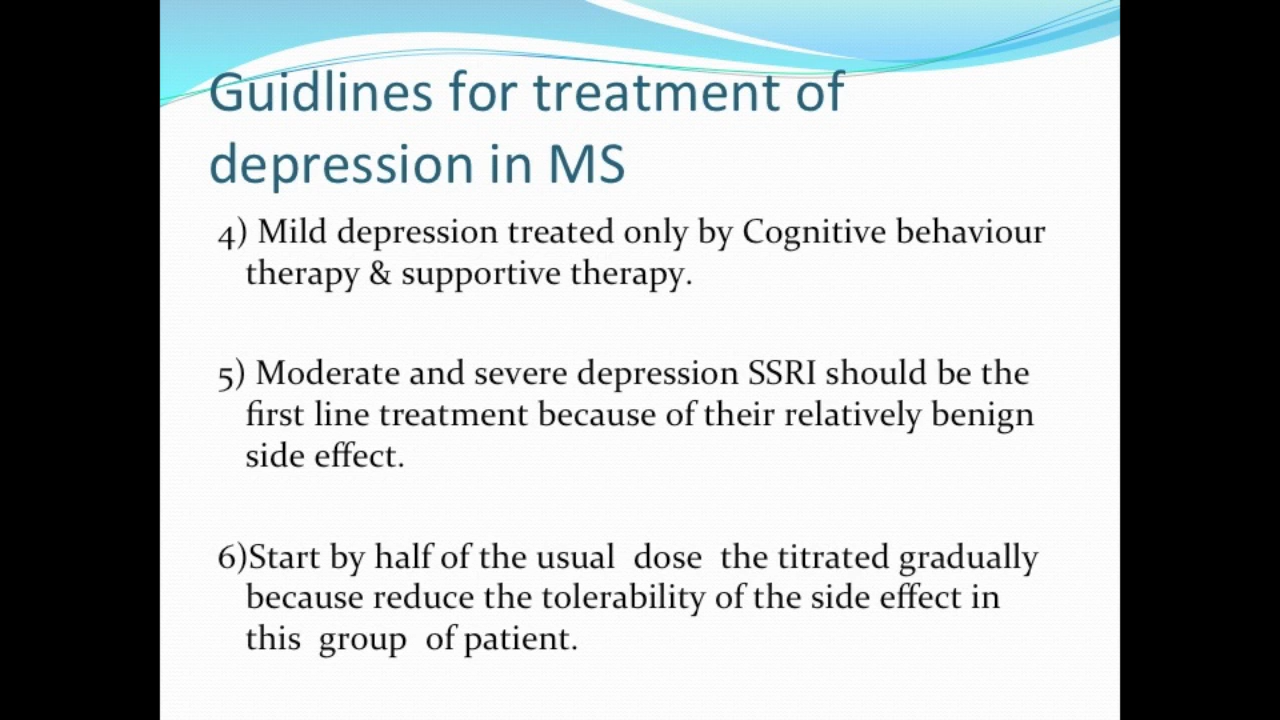 Guidlines for treatment of
depression in MS
4) Mild depression treated only by Cognitive behaviour
therapy & supportive therapy.
5) Moderate and severe depression SSRI should be the
first line treatment because of their relatively benign
side effect.
6)Start by half of the usual  dose  the titrated gradually
because reduce the tolerability of the side effect in
this  group  of patient.